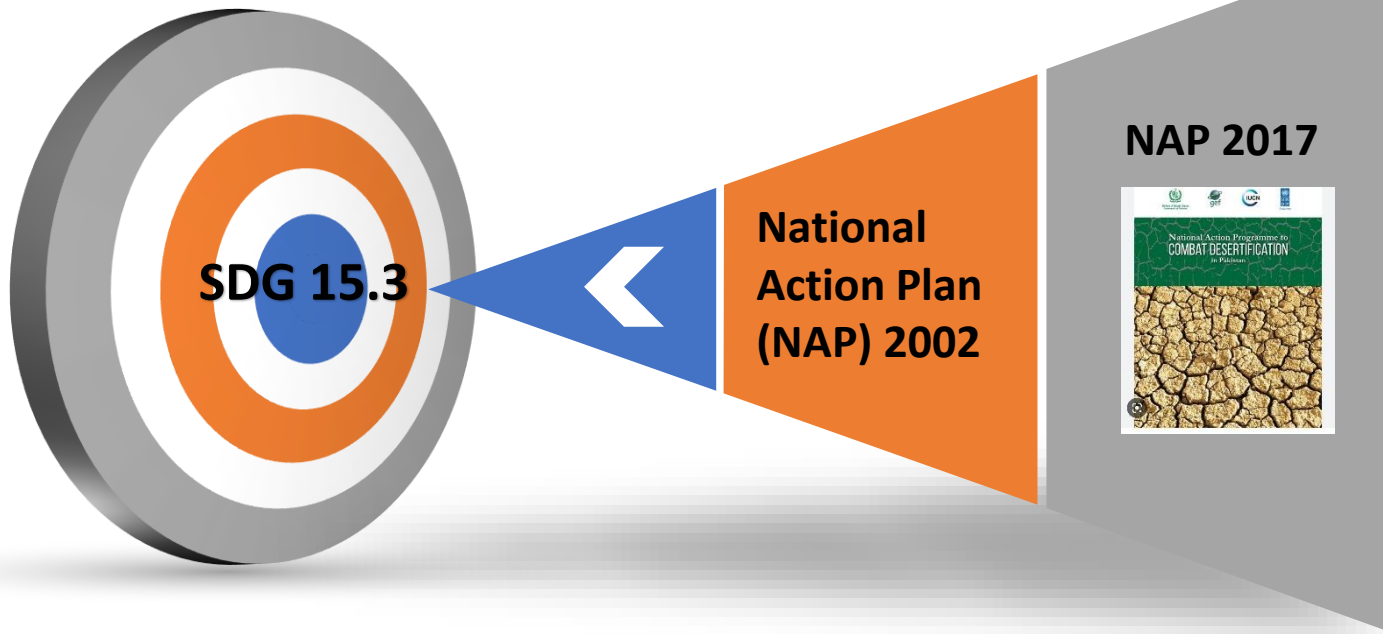 SDG 15.3
National
Action Plan
(NAP) 2002
NAP 2017
gef
IUCN
National Action Programme to
COMBAT DESERTIFICATION
in Pakistan